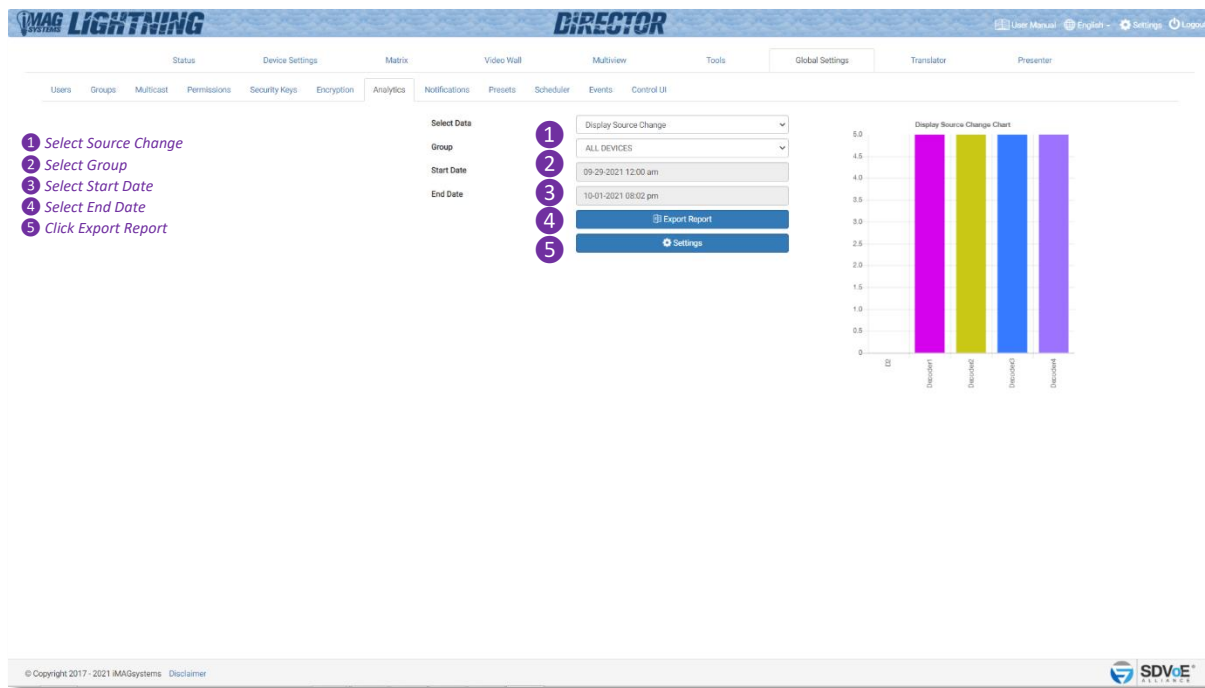 iMAG SYSTEMS LIGHTNING
DIRECTOR
User Manual English Settings Logout
Status Device Settings Matrix Video Wall Multiview Tools Global Settings Translator Presenter
Users Groups Multicast Permissions Security Keys Encryption Analytics Notifications Presets Scheduler Events Control UI
1 Select Source Change
2 Select Group
3 Select Start Date
4 Select End Date
5 Click Export Report
Select Data 1 Display Source Change
Group 2 ALL DEVICES
Start Date 3 09-29-2021 12:00 am
End Date 4 10-01-2021 08:02 pm
5 Export Report
Settings
Display Source Change Chart
5.0
4.5
4.0
3.5
3.0
2.5
2.0
1.5
1.0
0.5
0
D2 Decoder1 Decoder2 Decoder3 Decoder4
© Copyright 2017 - 2021 iMAGsystems Disclaimer
SDVoE
ALLIANCE